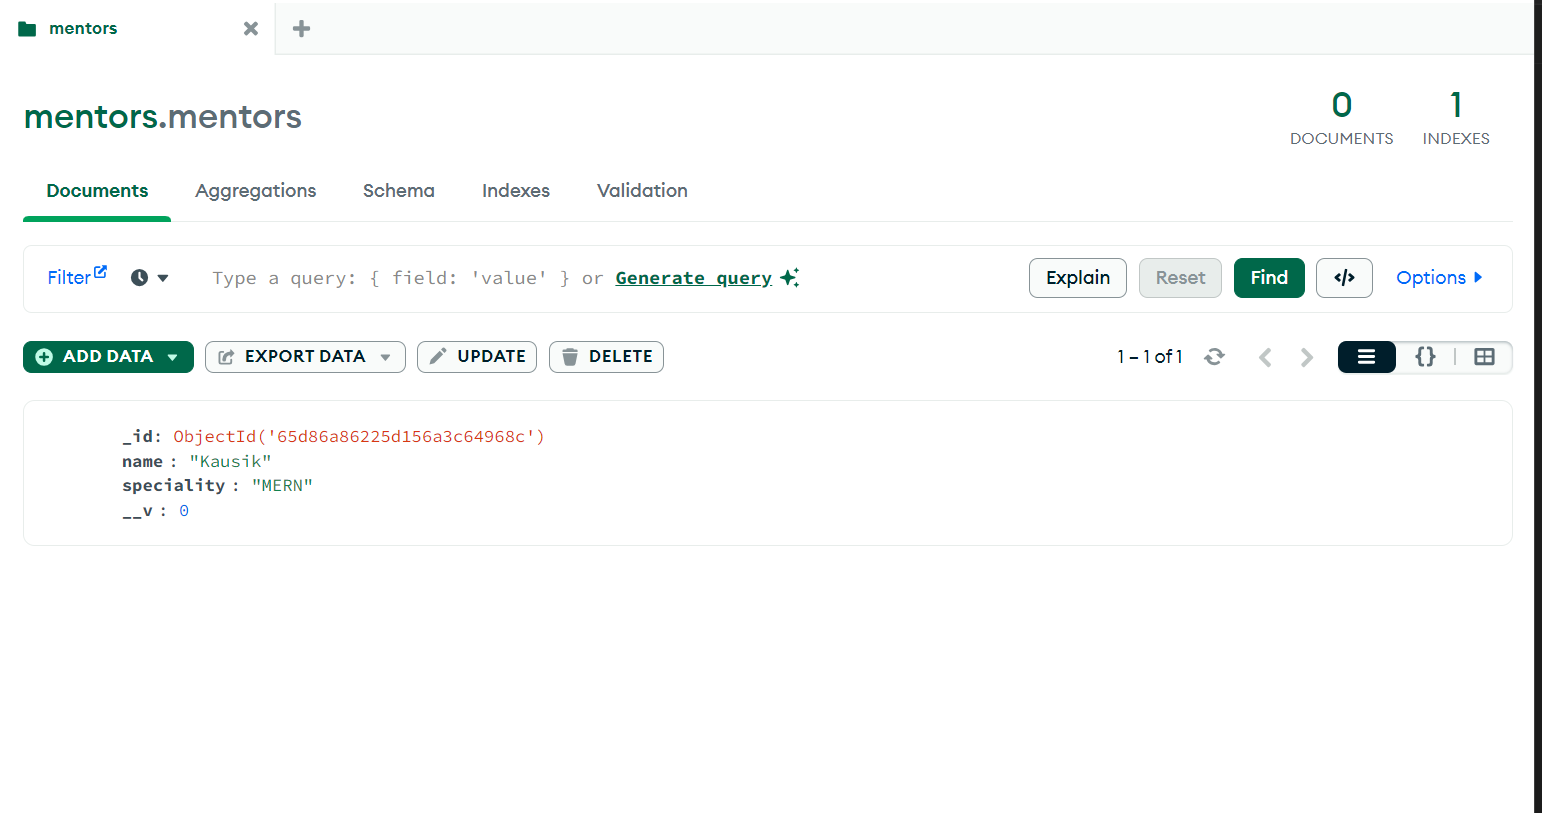 mentors
mentors.mentors
0
DOCUMENTS
1
INDEXES
Documents Aggregations Schema Indexes Validation
Filter Type a query: { field: 'value' } or Generate query Explain Reset Find </> Options
ADD DATA EXPORT DATA UPDATE DELETE 1 – 1 of 1 {}
_id: ObjectId('65d86a86225d156a3c64968c')
name : "Kausik"
speciality : "MERN"
__v : 0